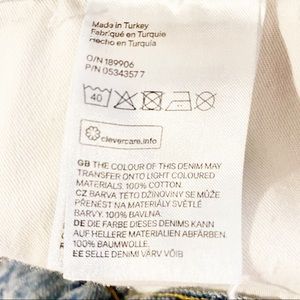 Made in Turkey
Fabriqué en Turquie
Hecho en Turquia
O/N 189906
P/N 05343577
40
clevercare.info
GB THE COLOUR OF THIS DENIM MAY
TRANSFER ONTO LIGHT COLOURED
MATERIALS. 100% COTTON.
CZ BARVA TÉTO DŽÍNOVINY SE MŮŽE
PŘENÉST NA MATERIÁLY SVĚTLÉ
BARVY. 100% BAVLNA.
DE DIE FARBE DIESES DENIMS KANN
AUF HELLERE MATERIALIEN ABFÄRBEN.
100% BAUMWOLLE.
EE SELLE DENIMI VÄRV VÕIB